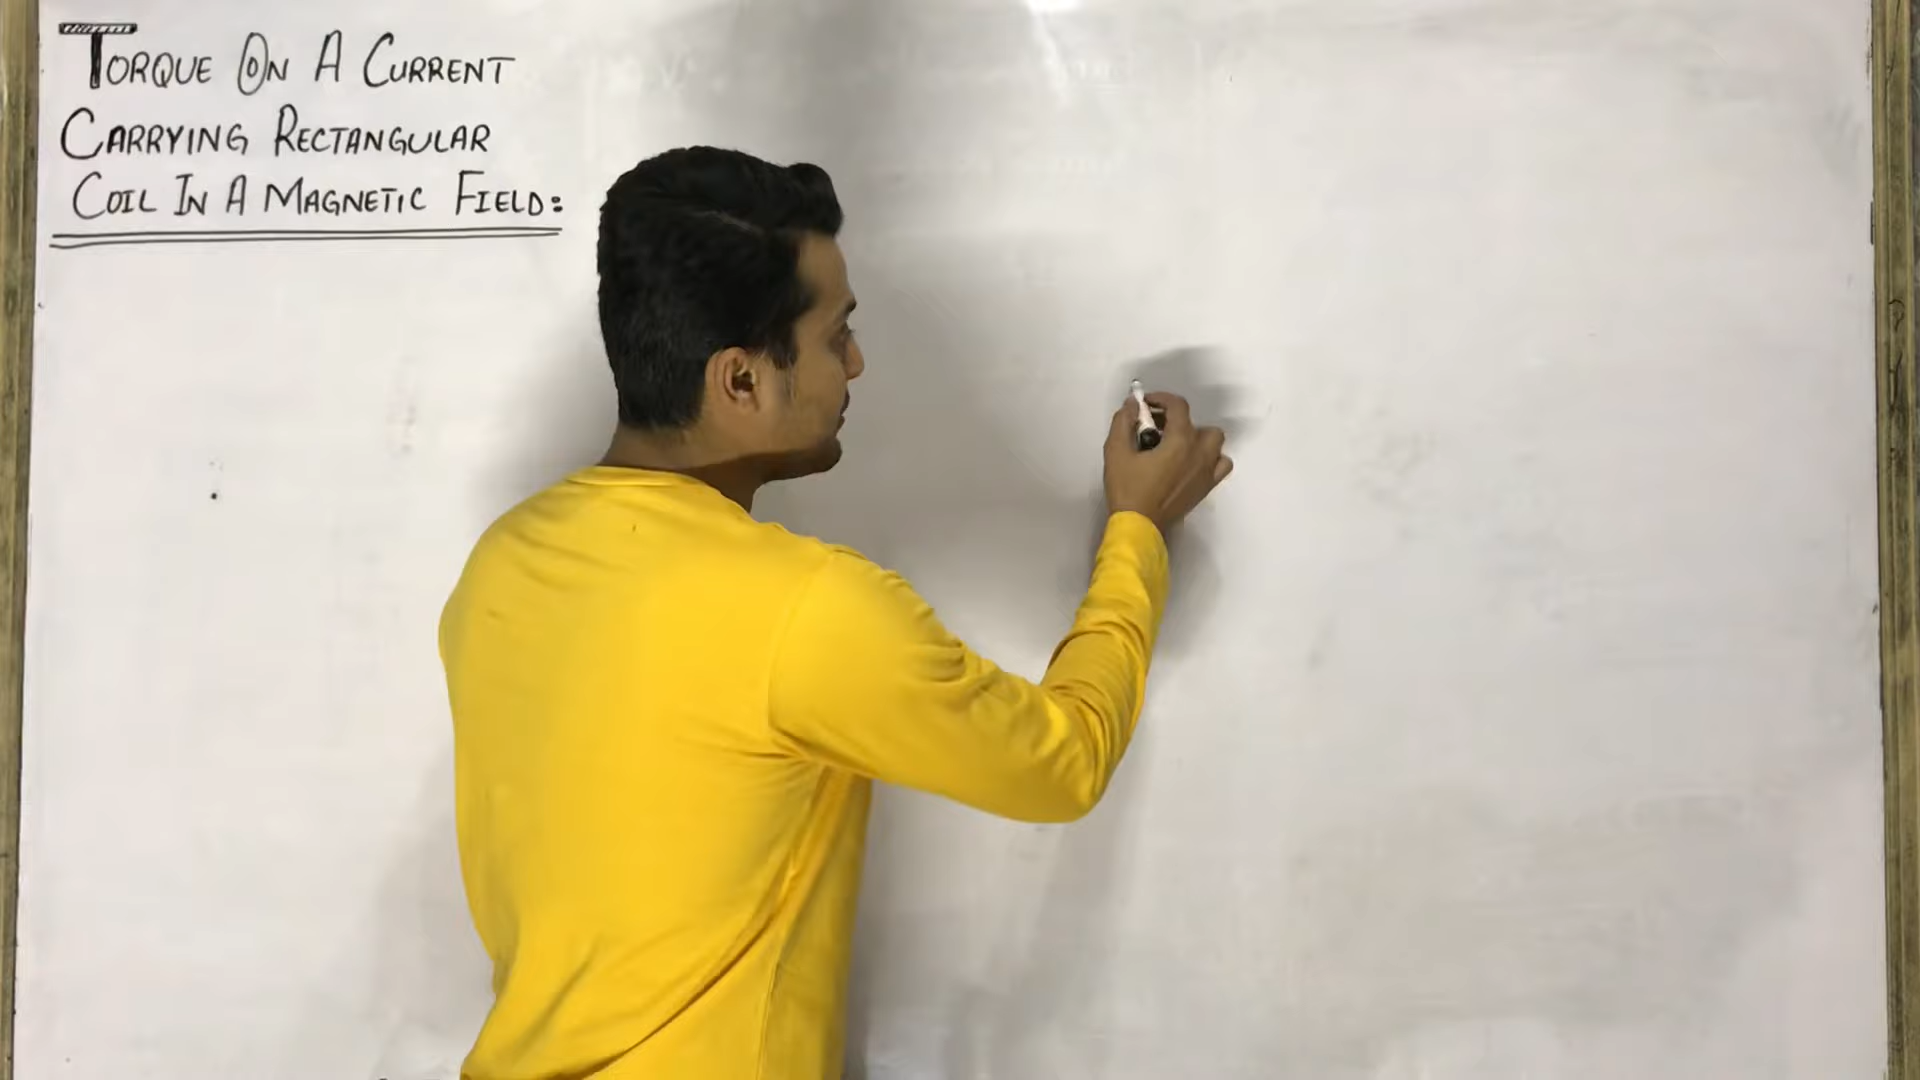 TORQUE ON A CURRENT
CARRYING RECTANGULAR
COIL IN A MAGNETIC FIELD: